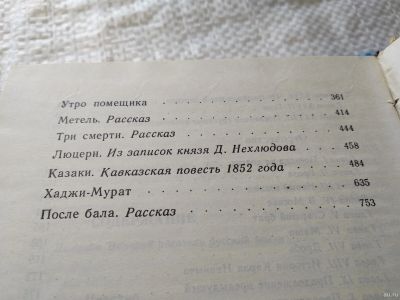 Утро помещика . . . . . . . . . . . . 361
Метель. Рассказ . . . . . . . . . . . 414
Три смерти. Рассказ . . . . . . . . . 444
Люцерн. Из записок князя Д. Нехлюдова . . . 458
Казаки. Кавказская повесть 1852 года . . . . 484
Хаджи-Мурат . . . . . . . . . . . . . 635
После бала. Рассказ . . . . . . . . . 753